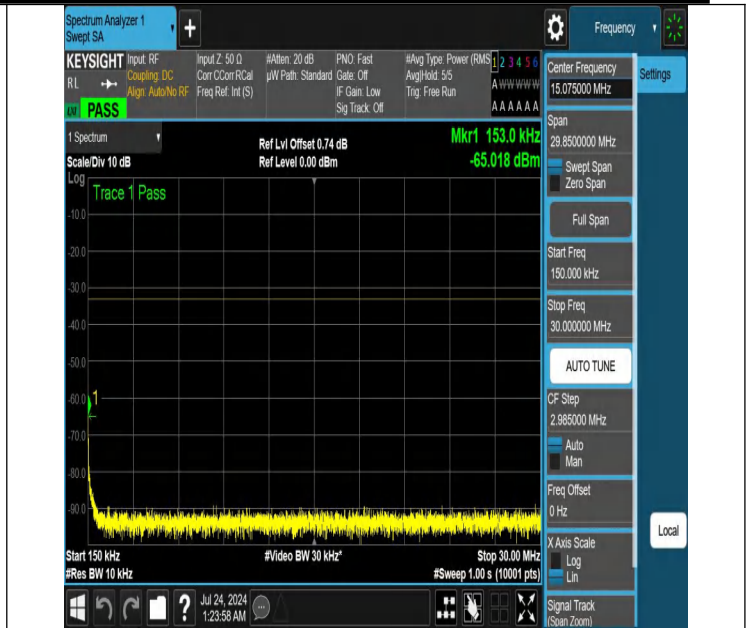 Spectrum Analyzer 1
Swept SA
Frequency
KEYSIGHT
RL
PASS
Input: RF
Coupling: DC
Align: Auto/No RF
Input Z: 50 Ω
Corr CCorr RCal
Freq Ref: Int (S)
#Atten: 20 dB
µW Path: Standard
PNO: Fast
Gate: Off
IF Gain: Low
Sig Track: Off
#Avg Type: Power (RMS
Avg|Hold: 5/5
Trig: Free Run
1 2 3 4 5 6
A W W W W W
A A A A A A
1 Spectrum
Scale/Div 10 dB
Ref Lvl Offset 0.74 dB
Ref Level 0.00 dBm
Mkr1 153.0 kHz
-65.018 dBm
Log
Trace 1 Pass
-10.0
-20.0
-30.0
-40.0
-50.0
-60.0
-70.0
-80.0
-90.0
1
Start 150 kHz
#Res BW 10 kHz
#Video BW 30 kHz*
Stop 30.00 MHz
#Sweep 1.00 s (10001 pts)
Jul 24, 2024
1:23:58 AM
Center Frequency
15.075000 MHz
Settings
Span
29.8500000 MHz
Swept Span
Zero Span
Full Span
Start Freq
150.000 kHz
Stop Freq
30.000000 MHz
AUTO TUNE
CF Step
2.985000 MHz
Auto
Man
Freq Offset
0 Hz
Local
X Axis Scale
Log
Lin
Signal Track
(Span Zoom)